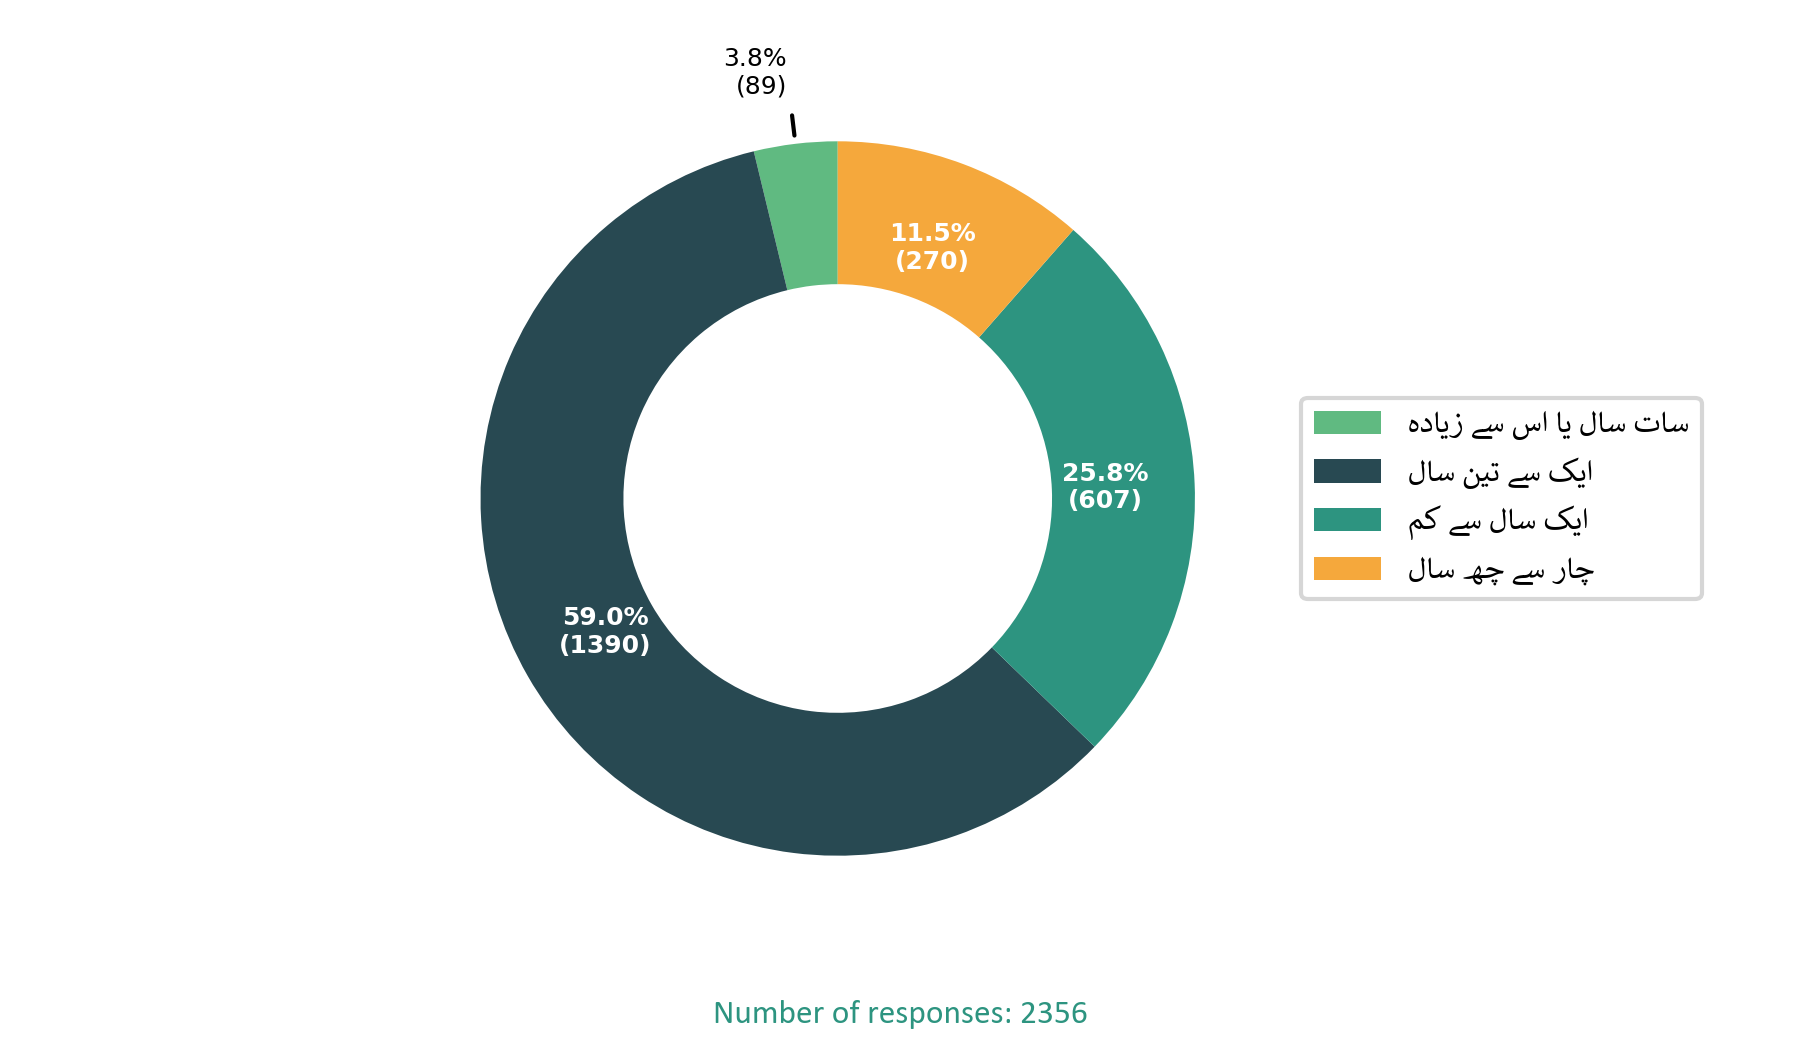 3.8%
(89)
11.5%
(270)
25.8%
(607)
59.0%
(1390)
سات سال یا اس سے زیادہ
ایک سے تین سال
ایک سال سے کم
چار سے چھ سال
Number of responses: 2356